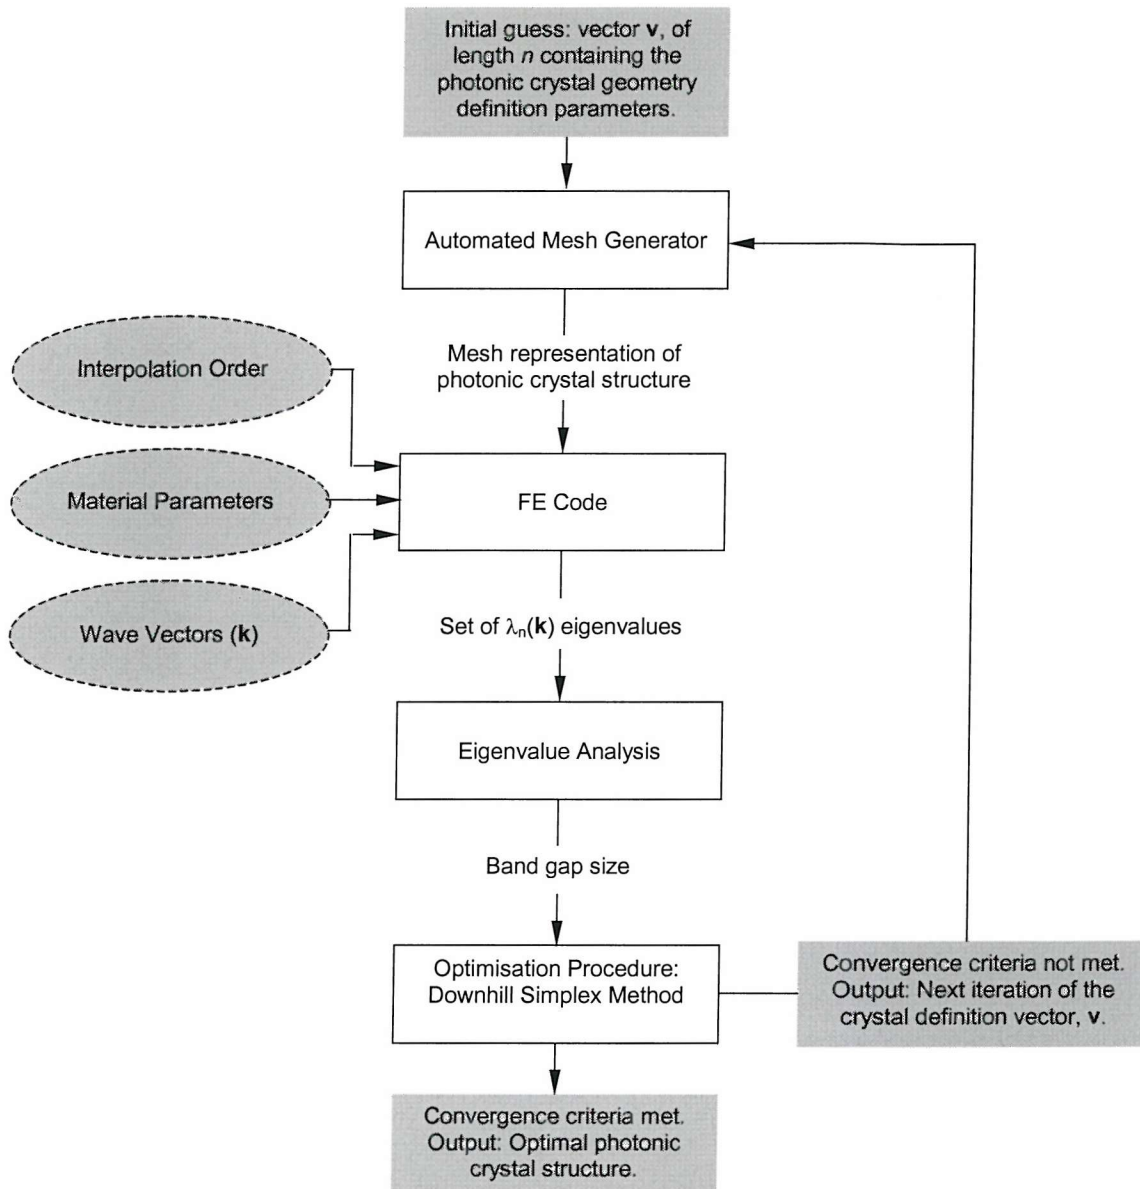 Initial guess: vector v, of
length n containing the
photonic crystal geometry
definition parameters.
Automated Mesh Generator
Mesh representation of
photonic crystal structure
Interpolation Order
Material Parameters
Wave Vectors (k)
FE Code
Set of λn(k) eigenvalues
Eigenvalue Analysis
Band gap size
Optimisation Procedure:
Downhill Simplex Method
Convergence criteria not met.
Output: Next iteration of the
crystal definition vector, v.
Convergence criteria met.
Output: Optimal photonic
crystal structure.